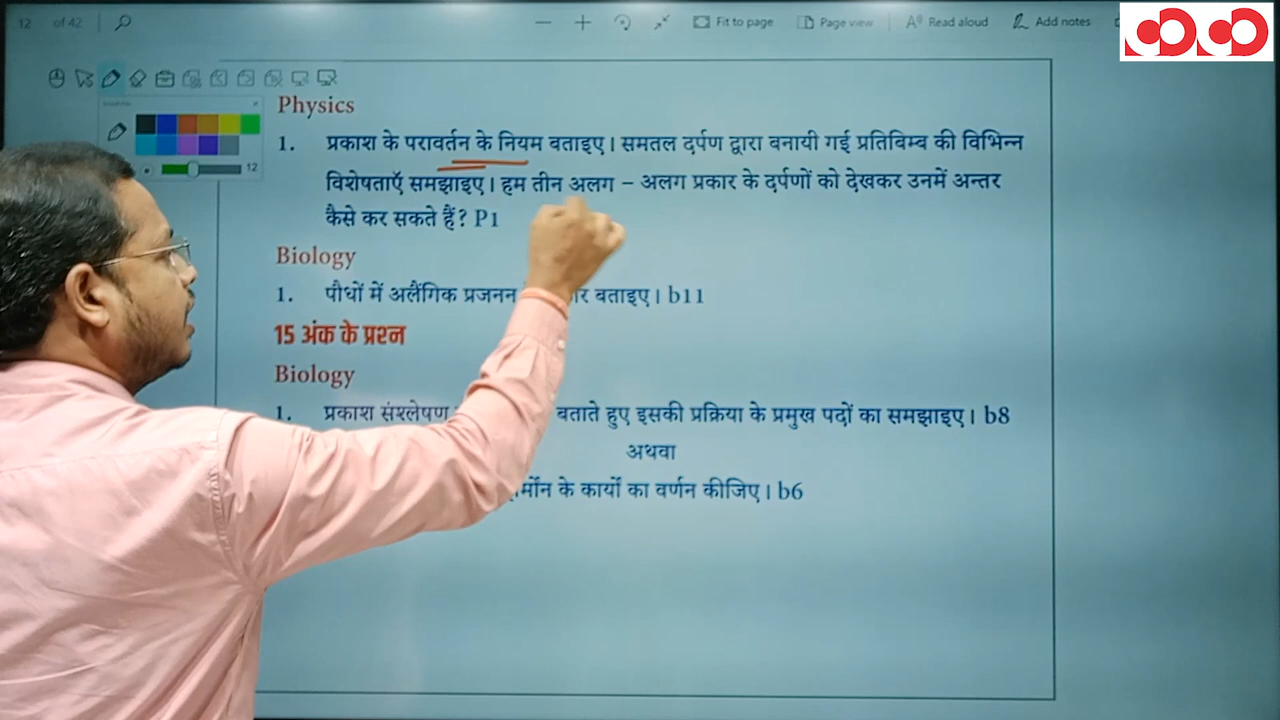 12 of 42
Fit to page
Page view
Read aloud
Add notes
12
Physics
1. प्रकाश के परावर्तन के नियम बताइए। समतल दर्पण द्वारा बनायी गई प्रतिबिम्ब की विभिन्न
विशेषताएँ समझाइए। हम तीन अलग – अलग प्रकार के दर्पणों को देखकर उनमें अन्तर
कैसे कर सकते हैं? P1
Biology
1. पौधों में अलैंगिक प्रजनन बताइए। b11
15 अंक के प्रश्न
Biology
1. प्रकाश संश्लेषण बताते हुए इसकी प्रक्रिया के प्रमुख पदों का समझाइए। b8
अथवा
के कार्यों का वर्णन कीजिए। b6